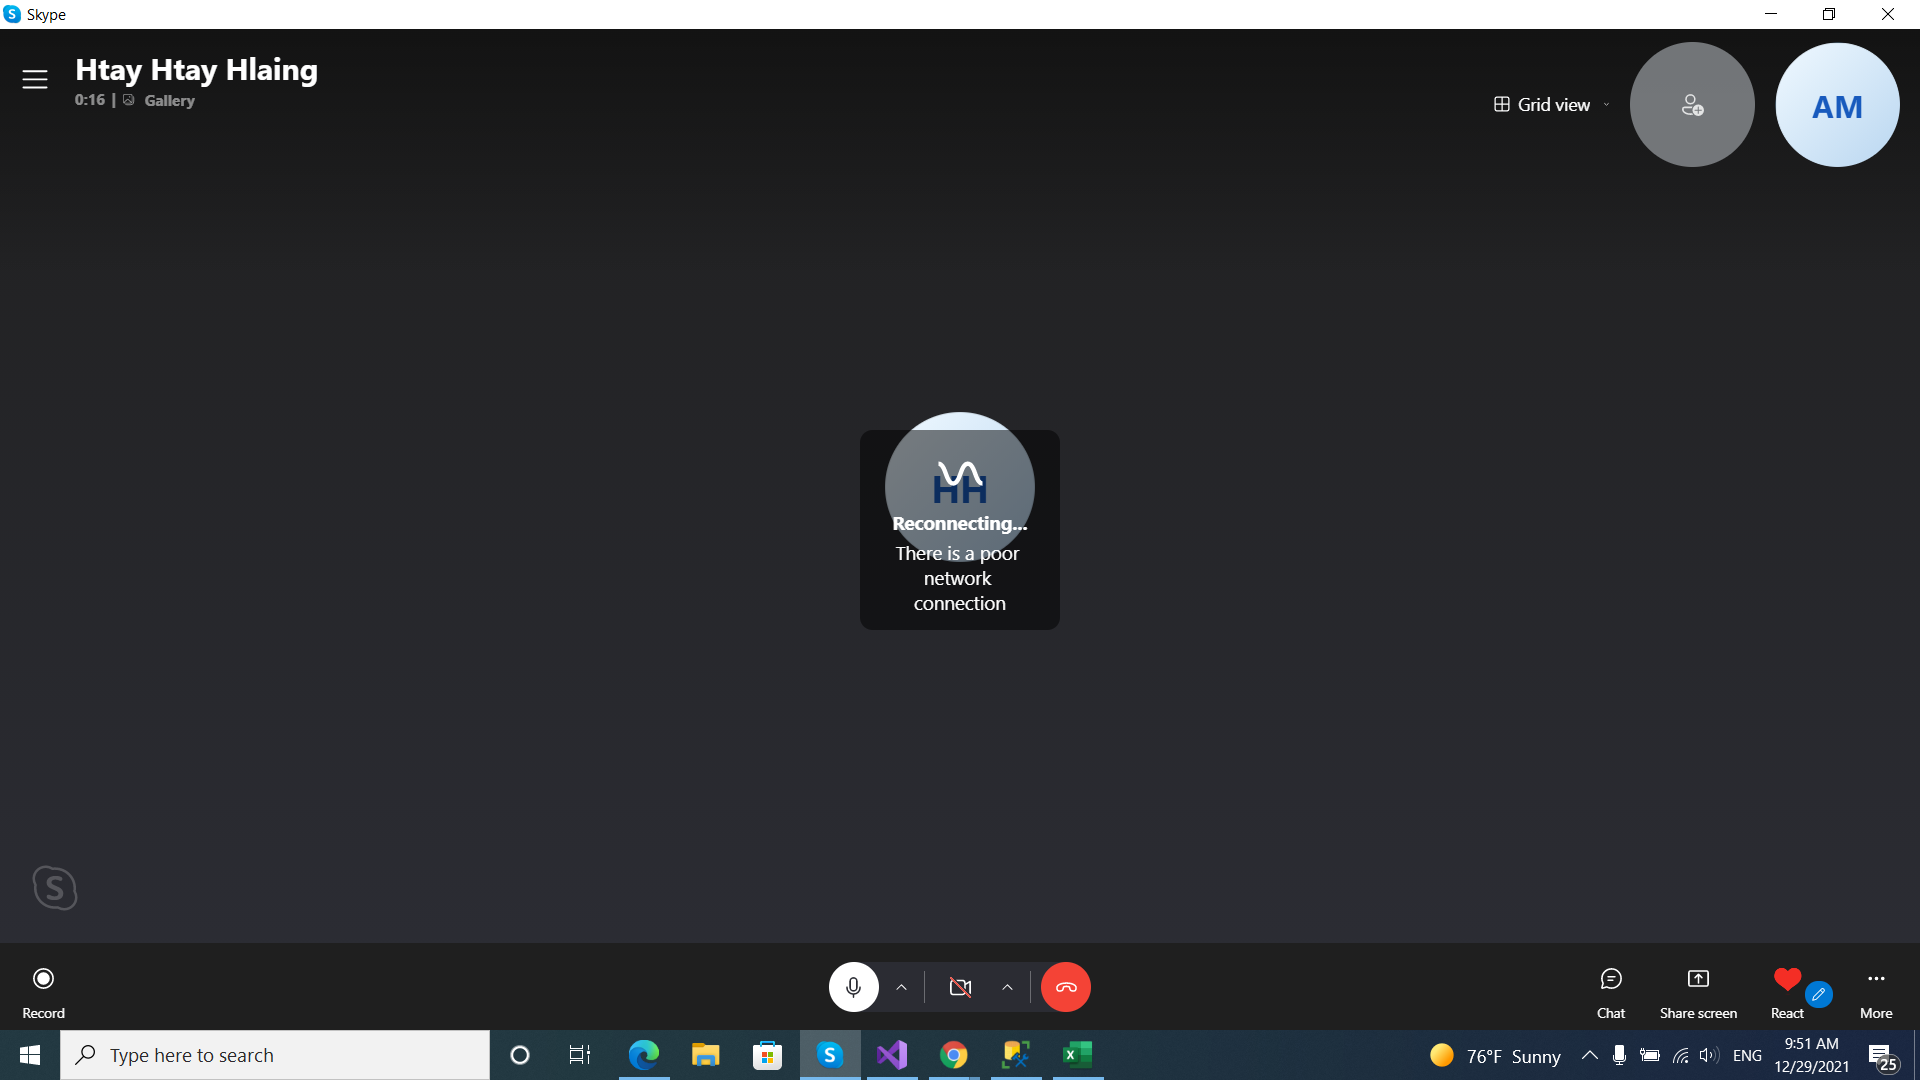 Skype
Htay Htay Hlaing
0:16 | Gallery
Grid view
AM
HH
Reconnecting...
There is a poor
network
connection
S
Record
Chat
Share screen
React
More
Type here to search
S
76°F Sunny
ENG
9:51 AM
12/29/2021
25